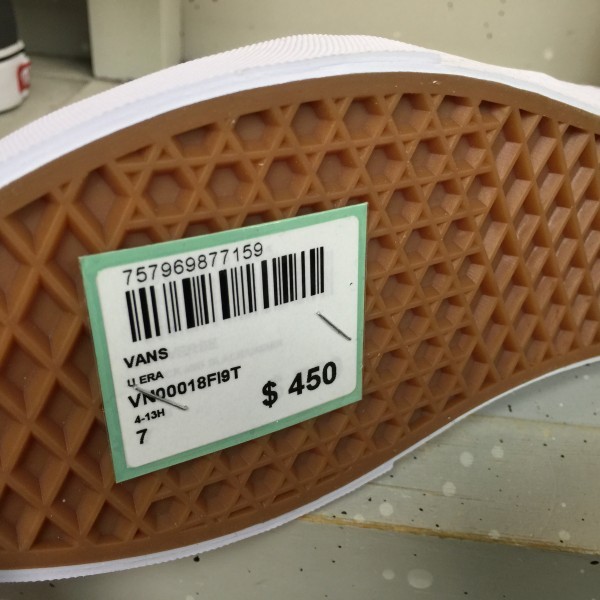 757969877159
VANS
U ERA
VN00018FI9T
$ 450
4-13H
7